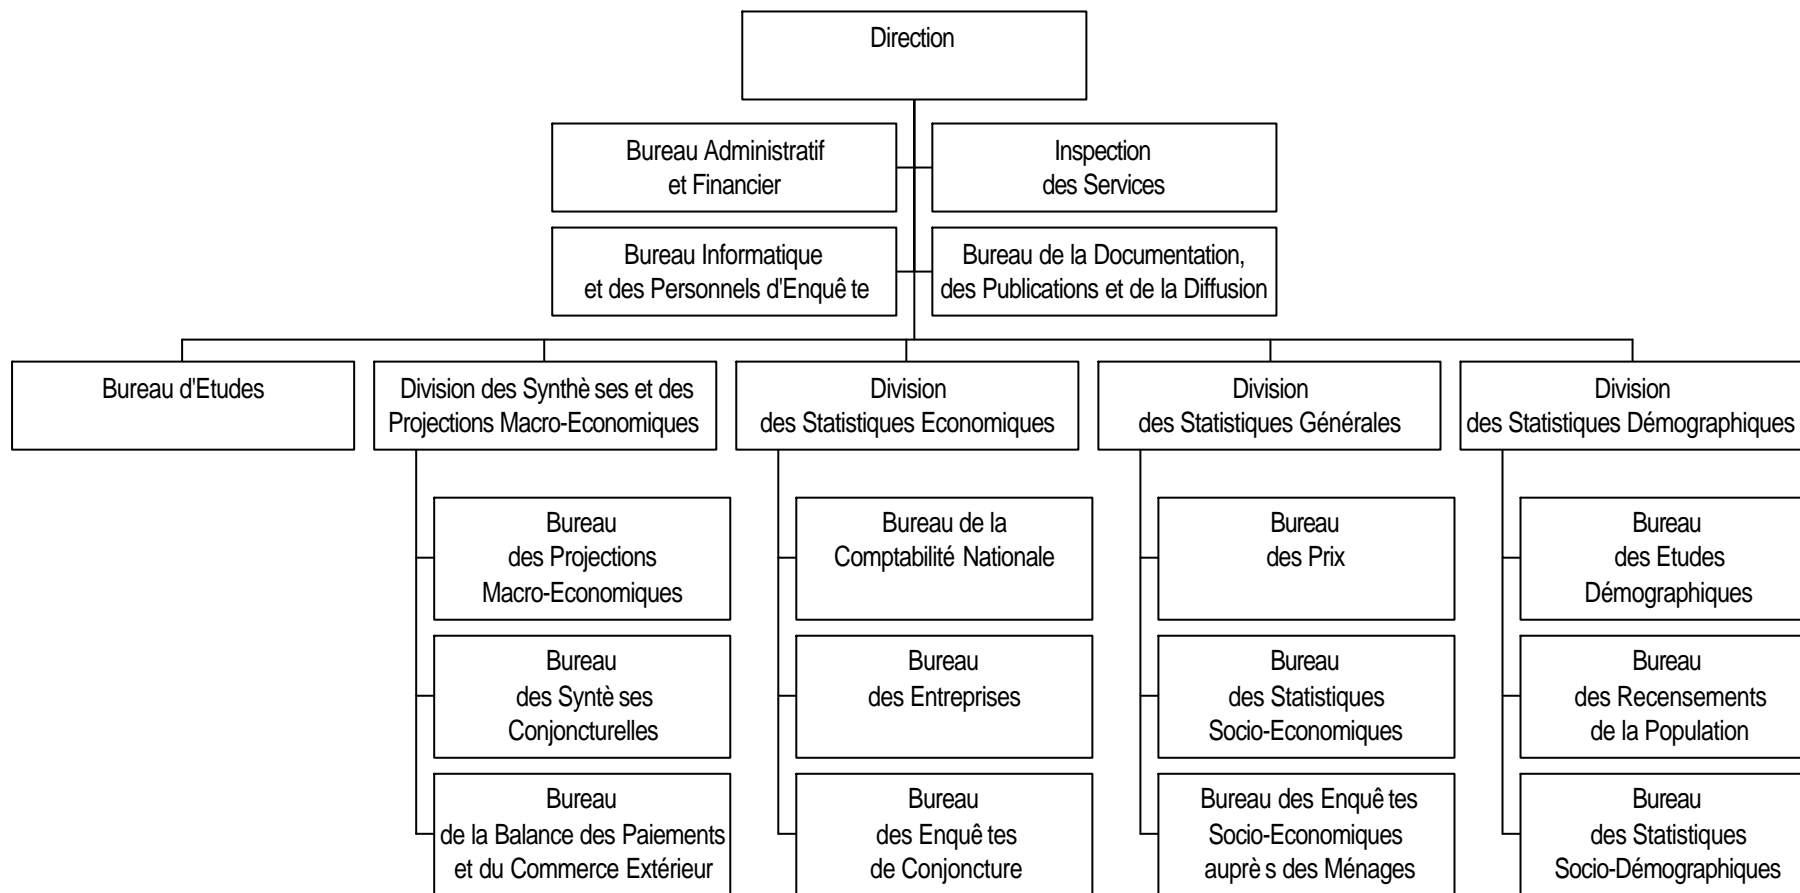 Direction
Bureau Administratif
et Financier
Inspection
des Services
Bureau Informatique
et des Personnels d'Enquê te
Bureau de la Documentation,
des Publications et de la Diffusion
Bureau d'Etudes
Division des Synthè ses et des
Projections Macro-Economiques
Division
des Statistiques Economiques
Division
des Statistiques Générales
Division
des Statistiques Démographiques
Bureau
des Projections
Macro-Economiques
Bureau
des Syntè ses
Conjoncturelles
Bureau
de la Balance des Paiements
et du Commerce Extérieur
Bureau de la
Comptabilité Nationale
Bureau
des Entreprises
Bureau
des Enquê tes
de Conjoncture
Bureau
des Prix
Bureau
des Statistiques
Socio-Economiques
Bureau des Enquê tes
Socio-Economiques
auprè s des Ménages
Bureau
des Etudes
Démographiques
Bureau
des Recensements
de la Population
Bureau
des Statistiques
Socio-Démographiques